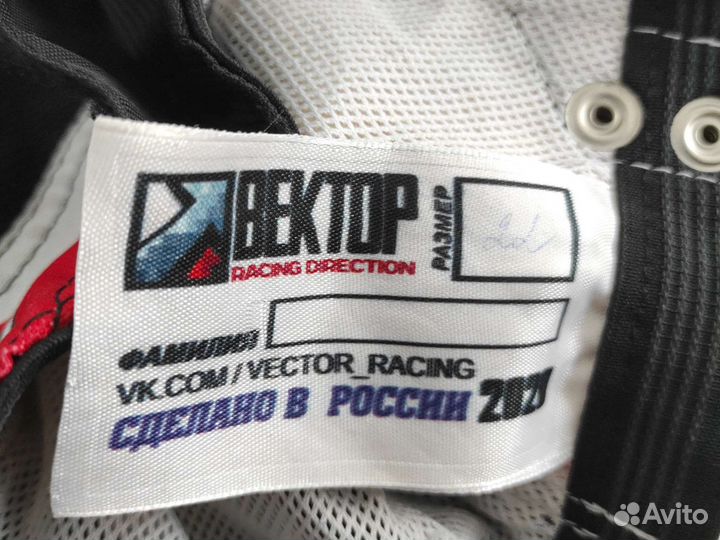 ВЕКТОР
RACING DIRECTION
РАЗМЕР
ФАМИЛИЯ
VK.COM/VECTOR_RACING
СДЕЛАНО В РОССИИ
Avito